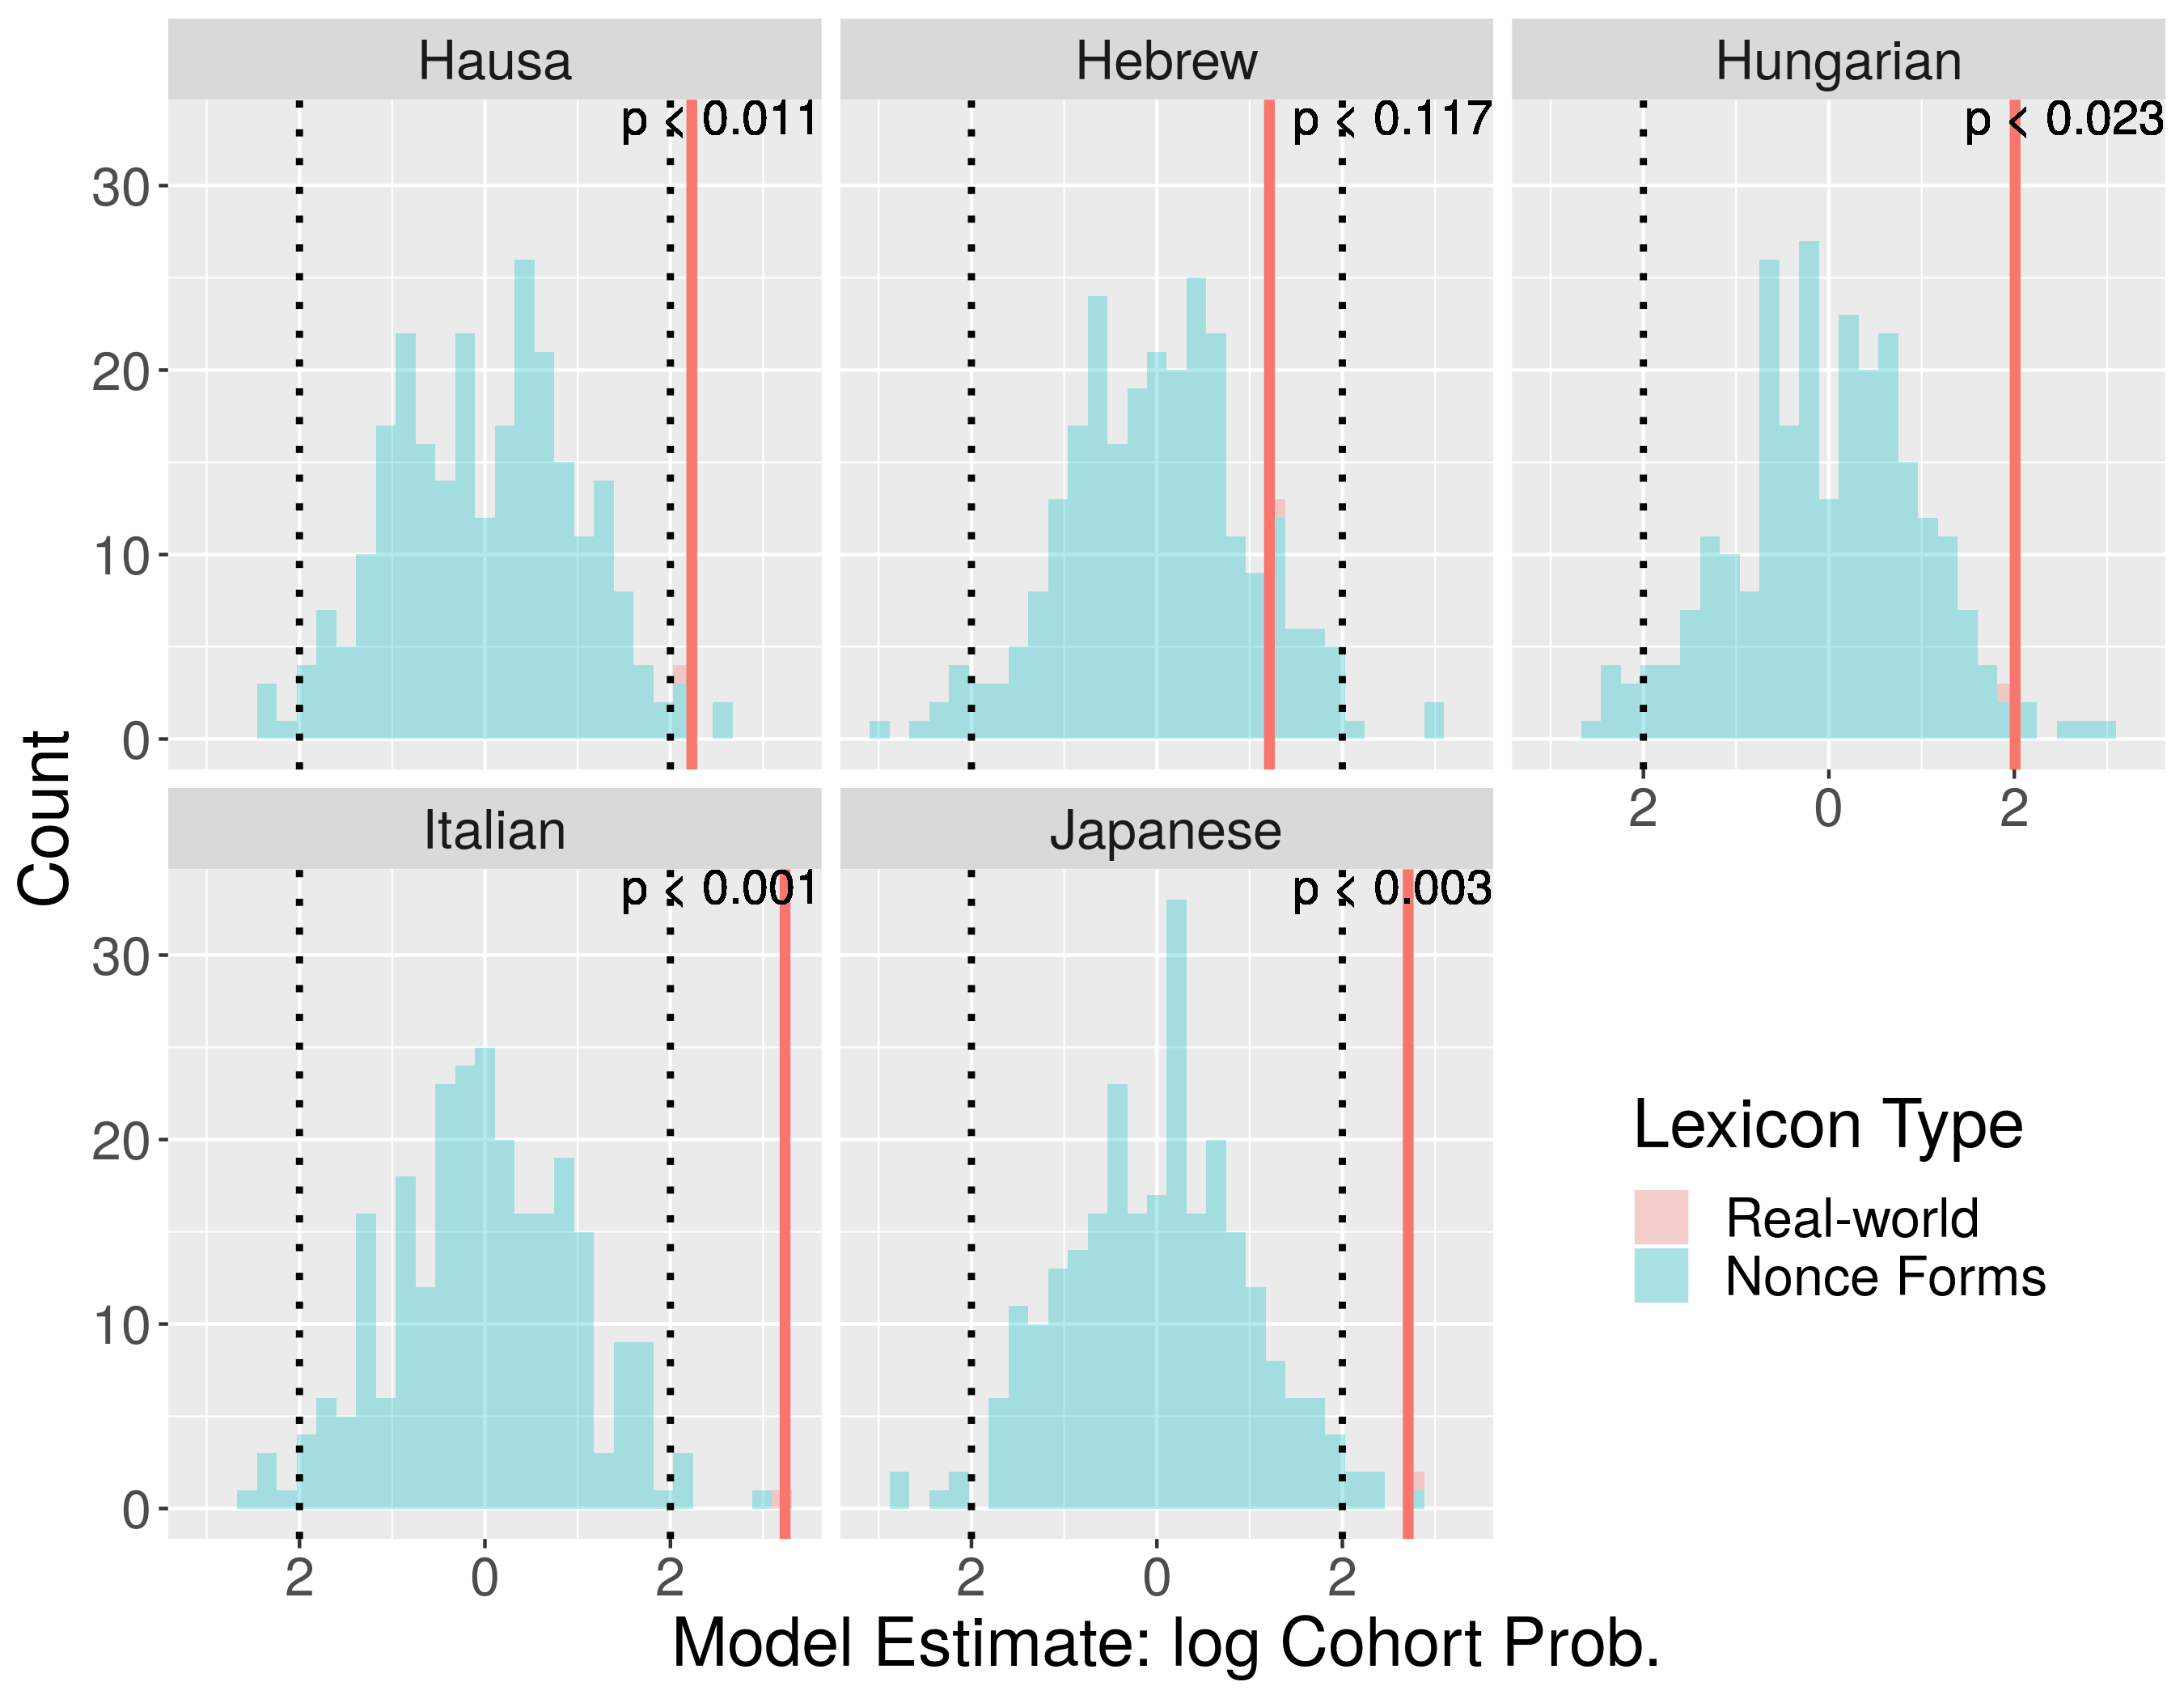 Hausa
Hebrew
Hungarian
p < 0.011
p < 0.117
p < 0.023
30
20
10
0
2
0
2
Italian
Japanese
p < 0.001
p < 0.003
30
20
10
0
2
0
2
2
0
2
Count
Model Estimate: log Cohort Prob.
Lexicon Type
Real-world
Nonce Forms